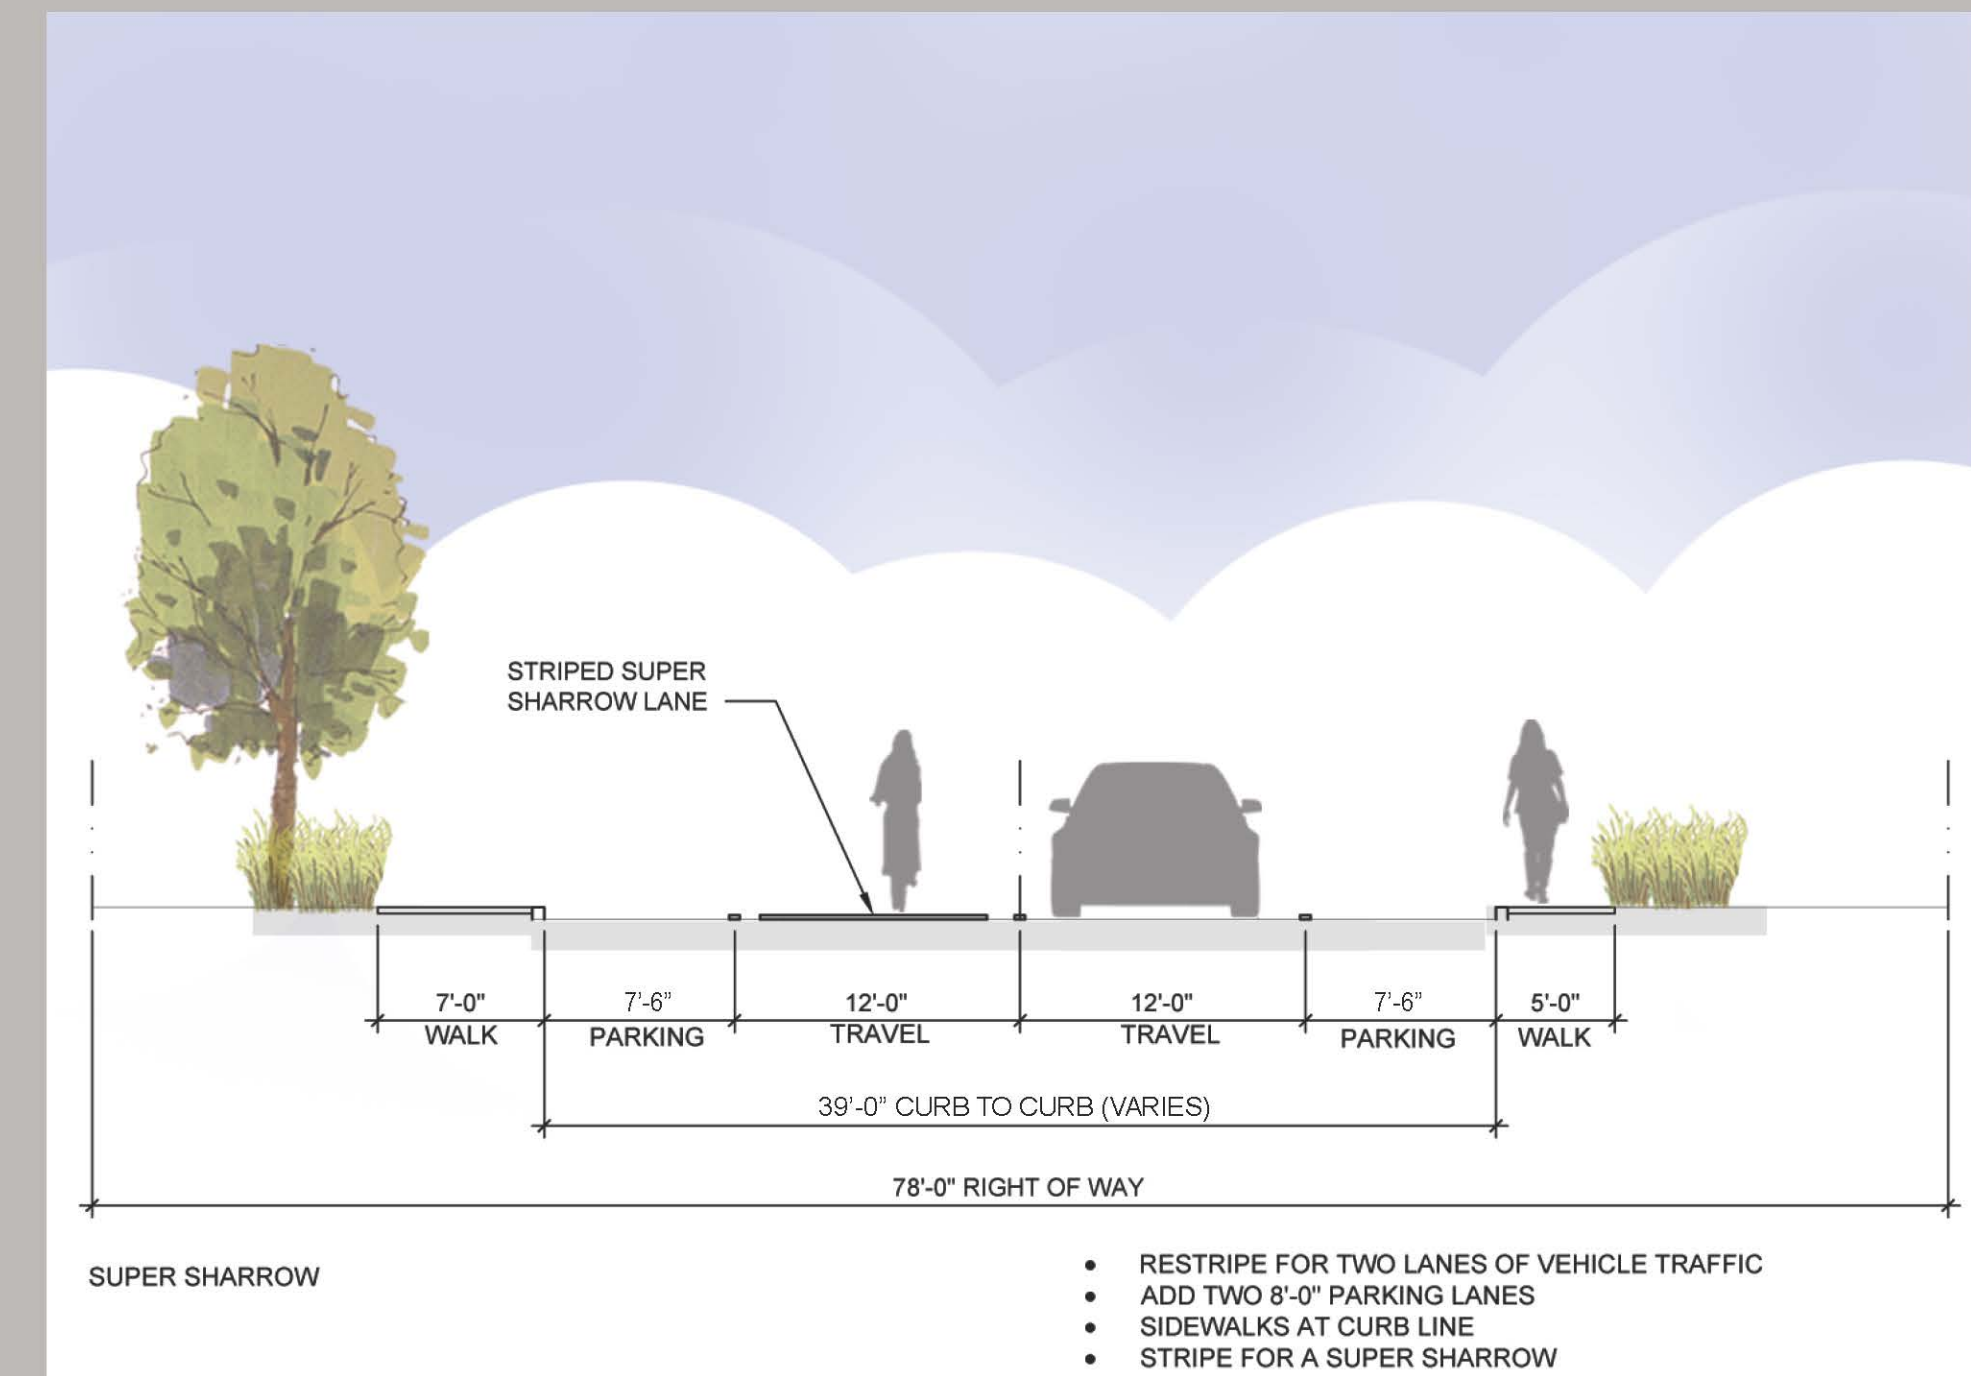 STRIPED SUPER
SHARROW LANE
7'-0"
WALK
7'-6”
PARKING
12'-0"
TRAVEL
12'-0"
TRAVEL
7'-6”
PARKING
5'-0"
WALK
39'-0” CURB TO CURB (VARIES)
78'-0" RIGHT OF WAY
SUPER SHARROW
• RESTRIPE FOR TWO LANES OF VEHICLE TRAFFIC
• ADD TWO 8'-0" PARKING LANES
• SIDEWALKS AT CURB LINE
• STRIPE FOR A SUPER SHARROW